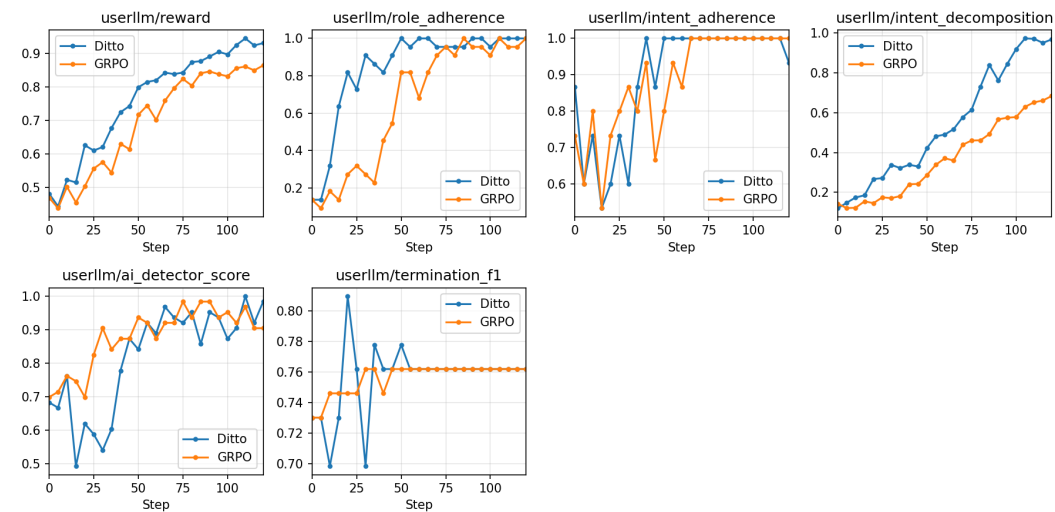 userllm/reward
0.9
0.8
0.7
0.6
0.5
Ditto
GRPO
0 25 50 75 100
Step
userllm/role_adherence
1.0
0.8
0.6
0.4
0.2
Ditto
GRPO
0 25 50 75 100
Step
userllm/intent_adherence
1.0
0.9
0.8
0.7
0.6
Ditto
GRPO
0 25 50 75 100
Step
userllm/intent_decomposition
1.0
0.8
0.6
0.4
0.2
Ditto
GRPO
0 25 50 75 100
Step
userllm/ai_detector_score
1.0
0.9
0.8
0.7
0.6
0.5
Ditto
GRPO
0 25 50 75 100
Step
userllm/termination_f1
0.80
0.78
0.76
0.74
0.72
0.70
Ditto
GRPO
0 25 50 75 100
Step